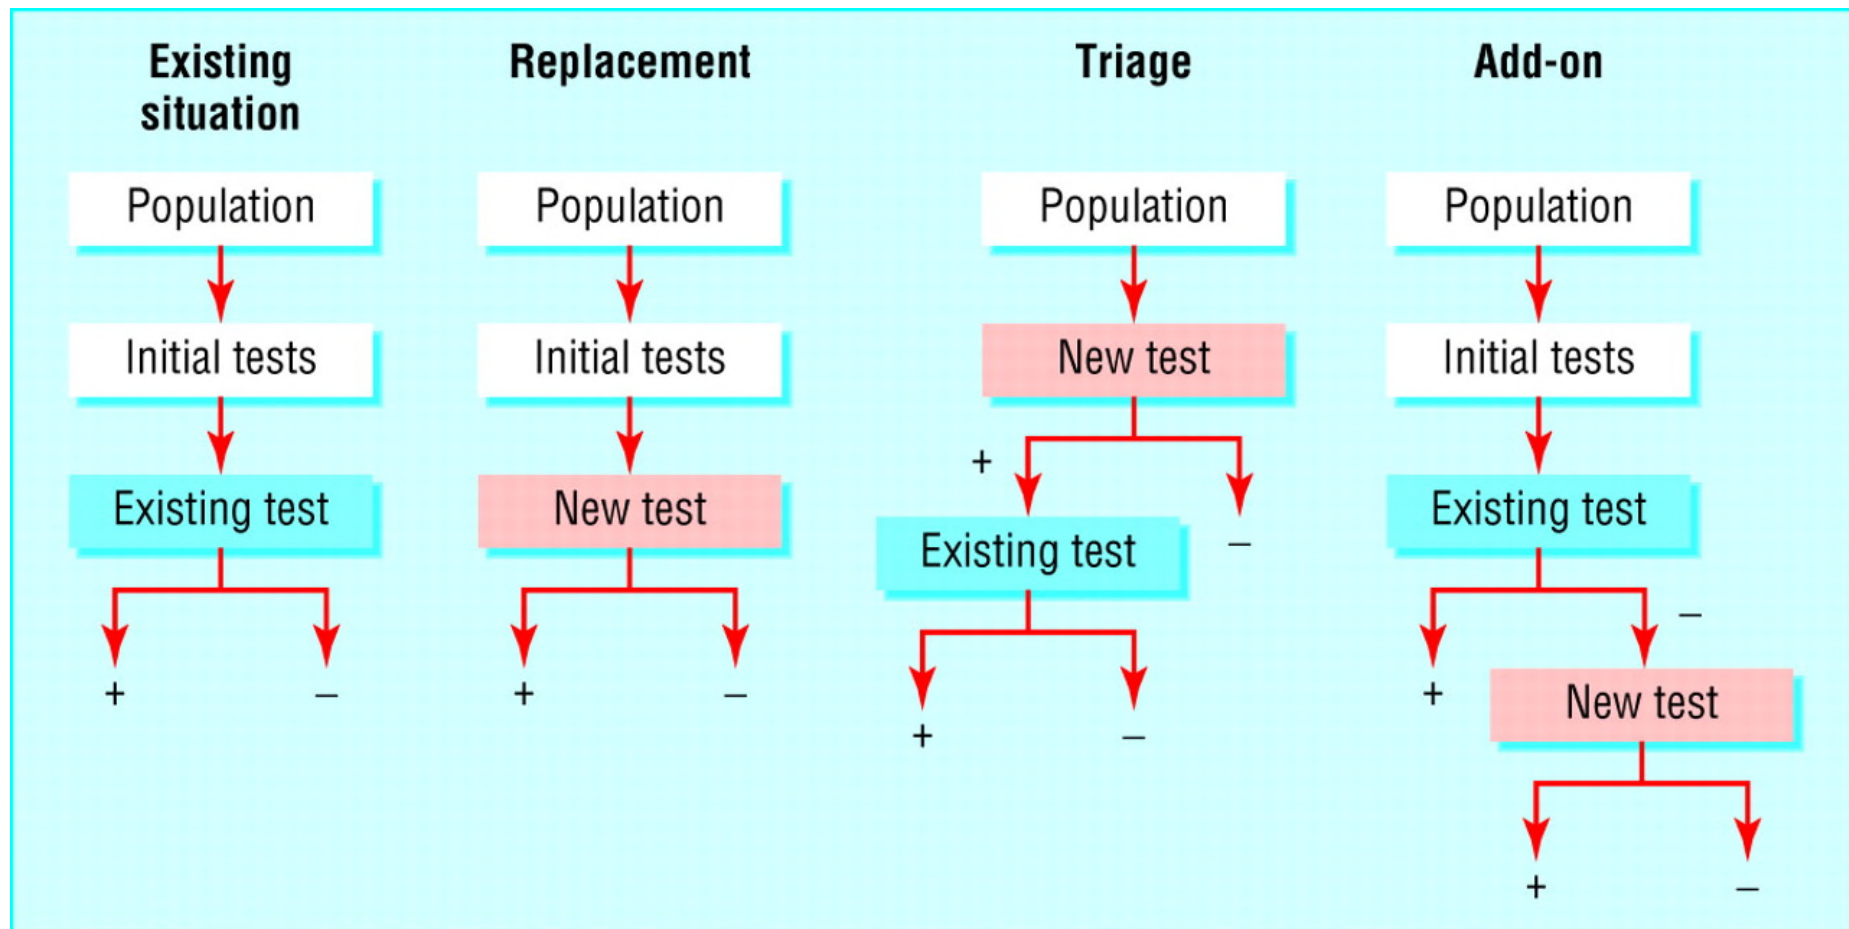 Existing
situation
Population
Initial tests
Existing test
+
–
Replacement
Population
Initial tests
New test
+
–
Triage
Population
New test
+
–
Existing test
+
–
Add-on
Population
Initial tests
Existing test
+
–
New test
+
–